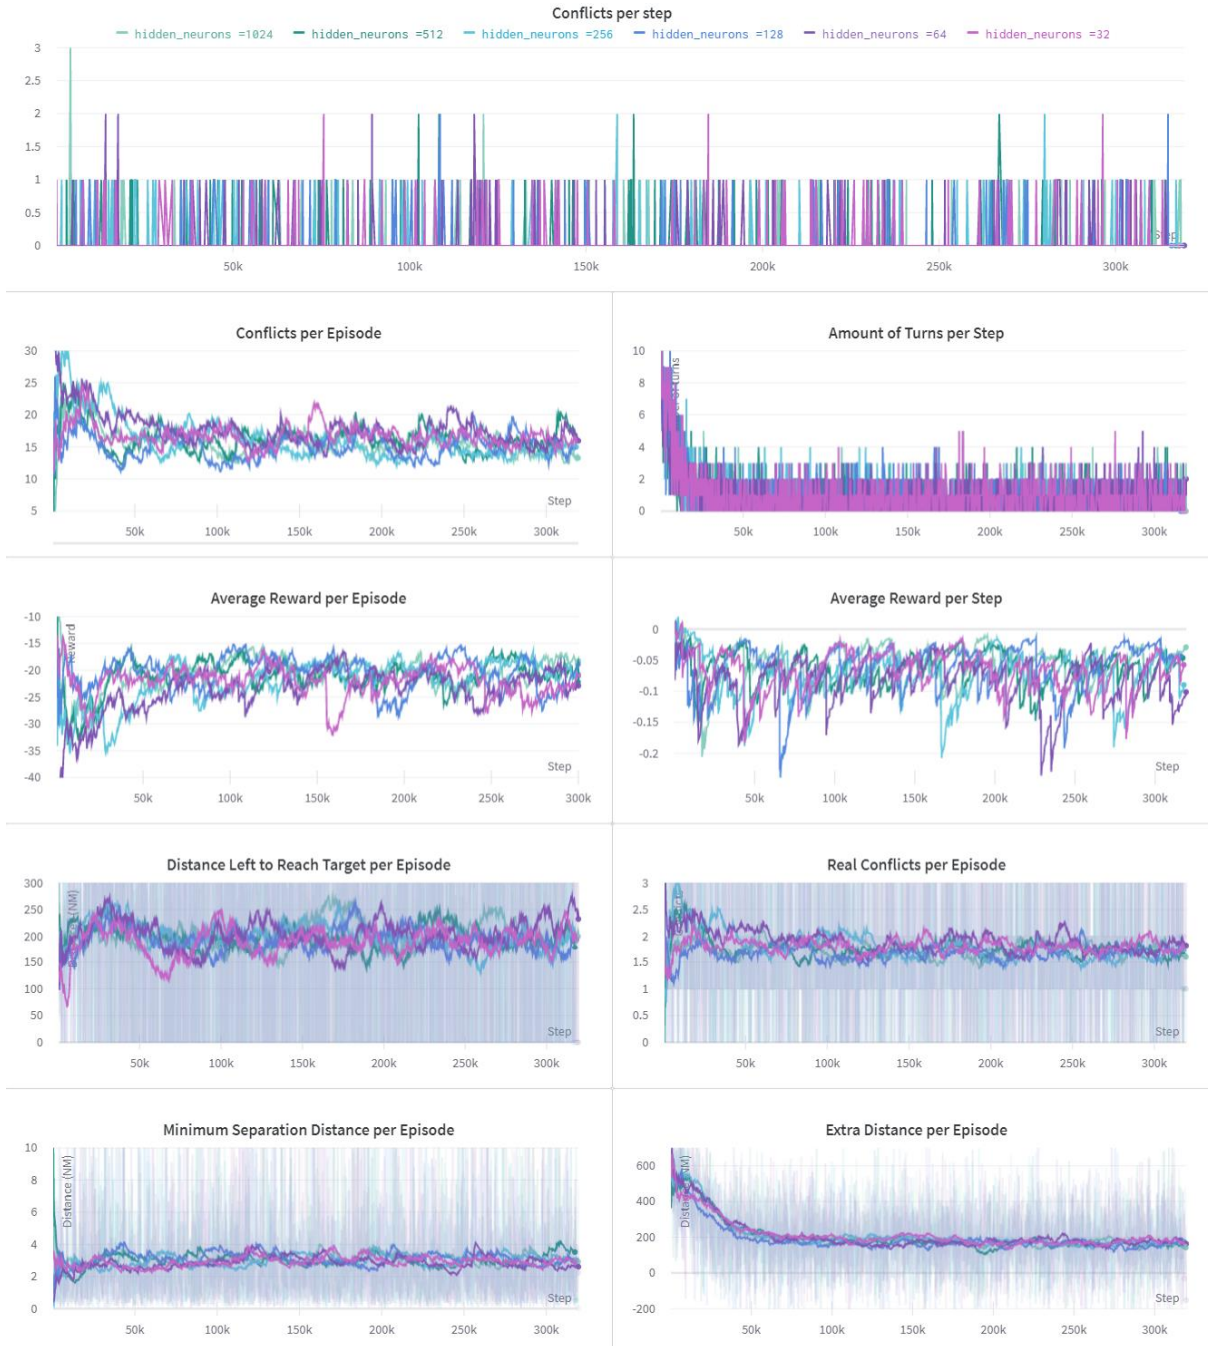 Conflicts per step
hidden_neurons =1024 hidden_neurons =512 hidden_neurons =256 hidden_neurons =128 hidden_neurons =64 hidden_neurons =32
3
2.5
2
1.5
1
0.5
0
Step
50k 100k 150k 200k 250k 300k
Conflicts per Episode
30
25
20
15
10
5
Step
50k 100k 150k 200k 250k 300k
Amount of Turns per Step
10
8
6
4
2
0
turns
50k 100k 150k 200k 250k 300k
Average Reward per Episode
-10
-15
-20
-25
-30
-35
-40
Reward
Step
50k 100k 150k 200k 250k 300k
Average Reward per Step
0
-0.05
-0.1
-0.15
-0.2
Step
50k 100k 150k 200k 250k 300k
Distance Left to Reach Target per Episode
300
250
200
150
100
50
0
(NM)
Step
50k 100k 150k 200k 250k 300k
Real Conflicts per Episode
3
2.5
2
1.5
1
0.5
0
Step
50k 100k 150k 200k 250k 300k
Minimum Separation Distance per Episode
10
8
6
4
2
0
Distance (NM)
Step
50k 100k 150k 200k 250k 300k
Extra Distance per Episode
600
400
200
0
-200
Distance (NM)
Step
50k 100k 150k 200k 250k 300k